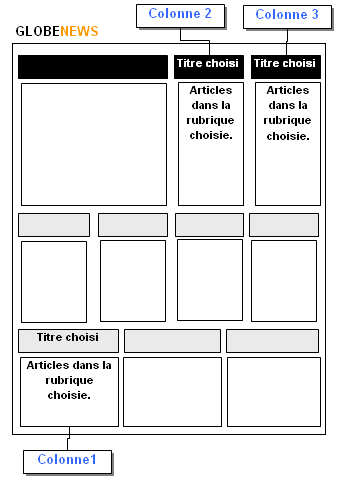 Colonne 2
Colonne 3
GLOBENEWS
Titre choisi
Titre choisi
Articles
dans la
rubrique
choisie.
Articles
dans la
rubrique
choisie.
Titre choisi
Articles dans la
rubrique
choisie.
Colonne1